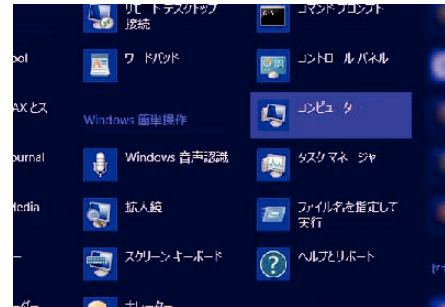 リモート デスクトップ
接続
コマンド プロンプト
ool
ワードパッド
コントロール パネル
AX とス
Windows 簡単操作
コンピューター
ournal
Windows 音声認識
タスク マネージャー
Media
拡大鏡
ファイル名を指定して
実行
スクリーン キーボード
ヘルプとサポート
ナレーター